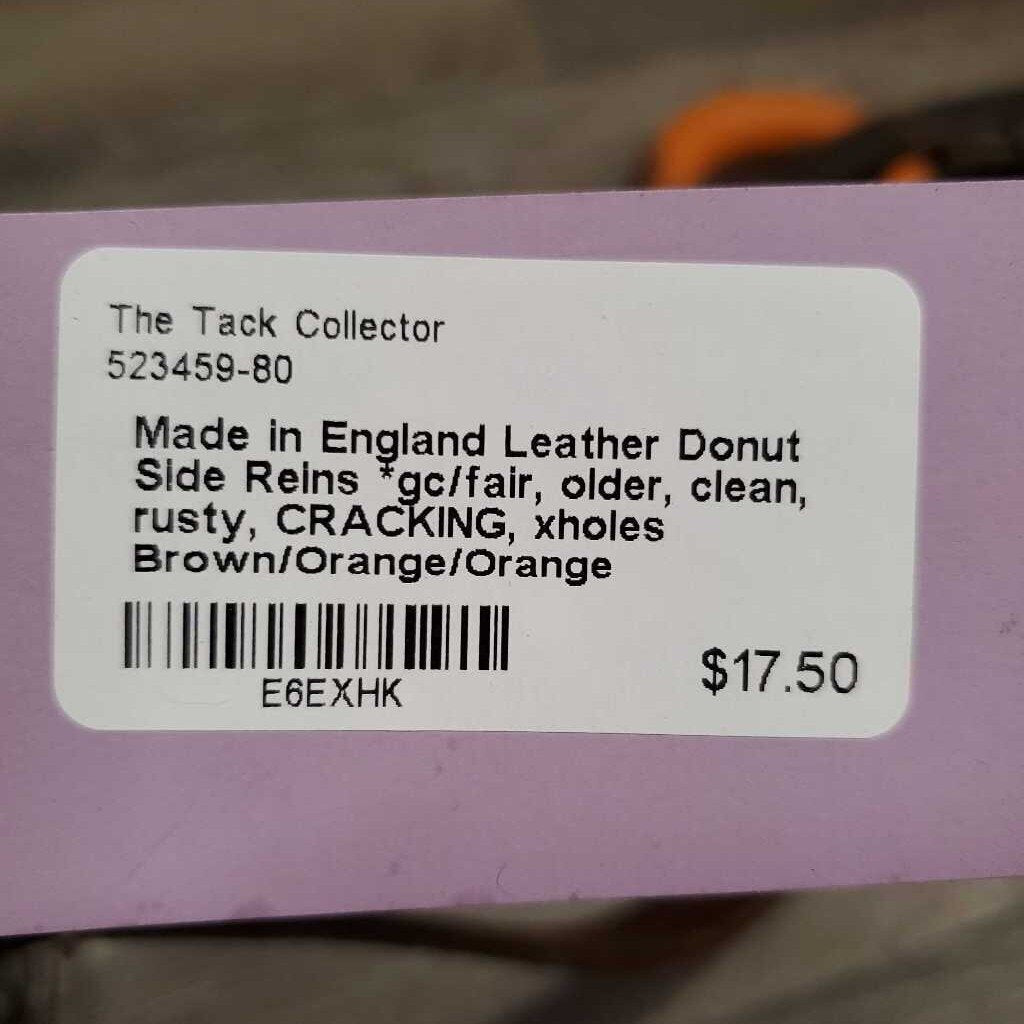 The Tack Collector
523459-80
Made in England Leather Donut
Side Reins *gc/fair, older, clean,
rusty, CRACKING, xholes
Brown/Orange/Orange
E6EXHK
$17.50